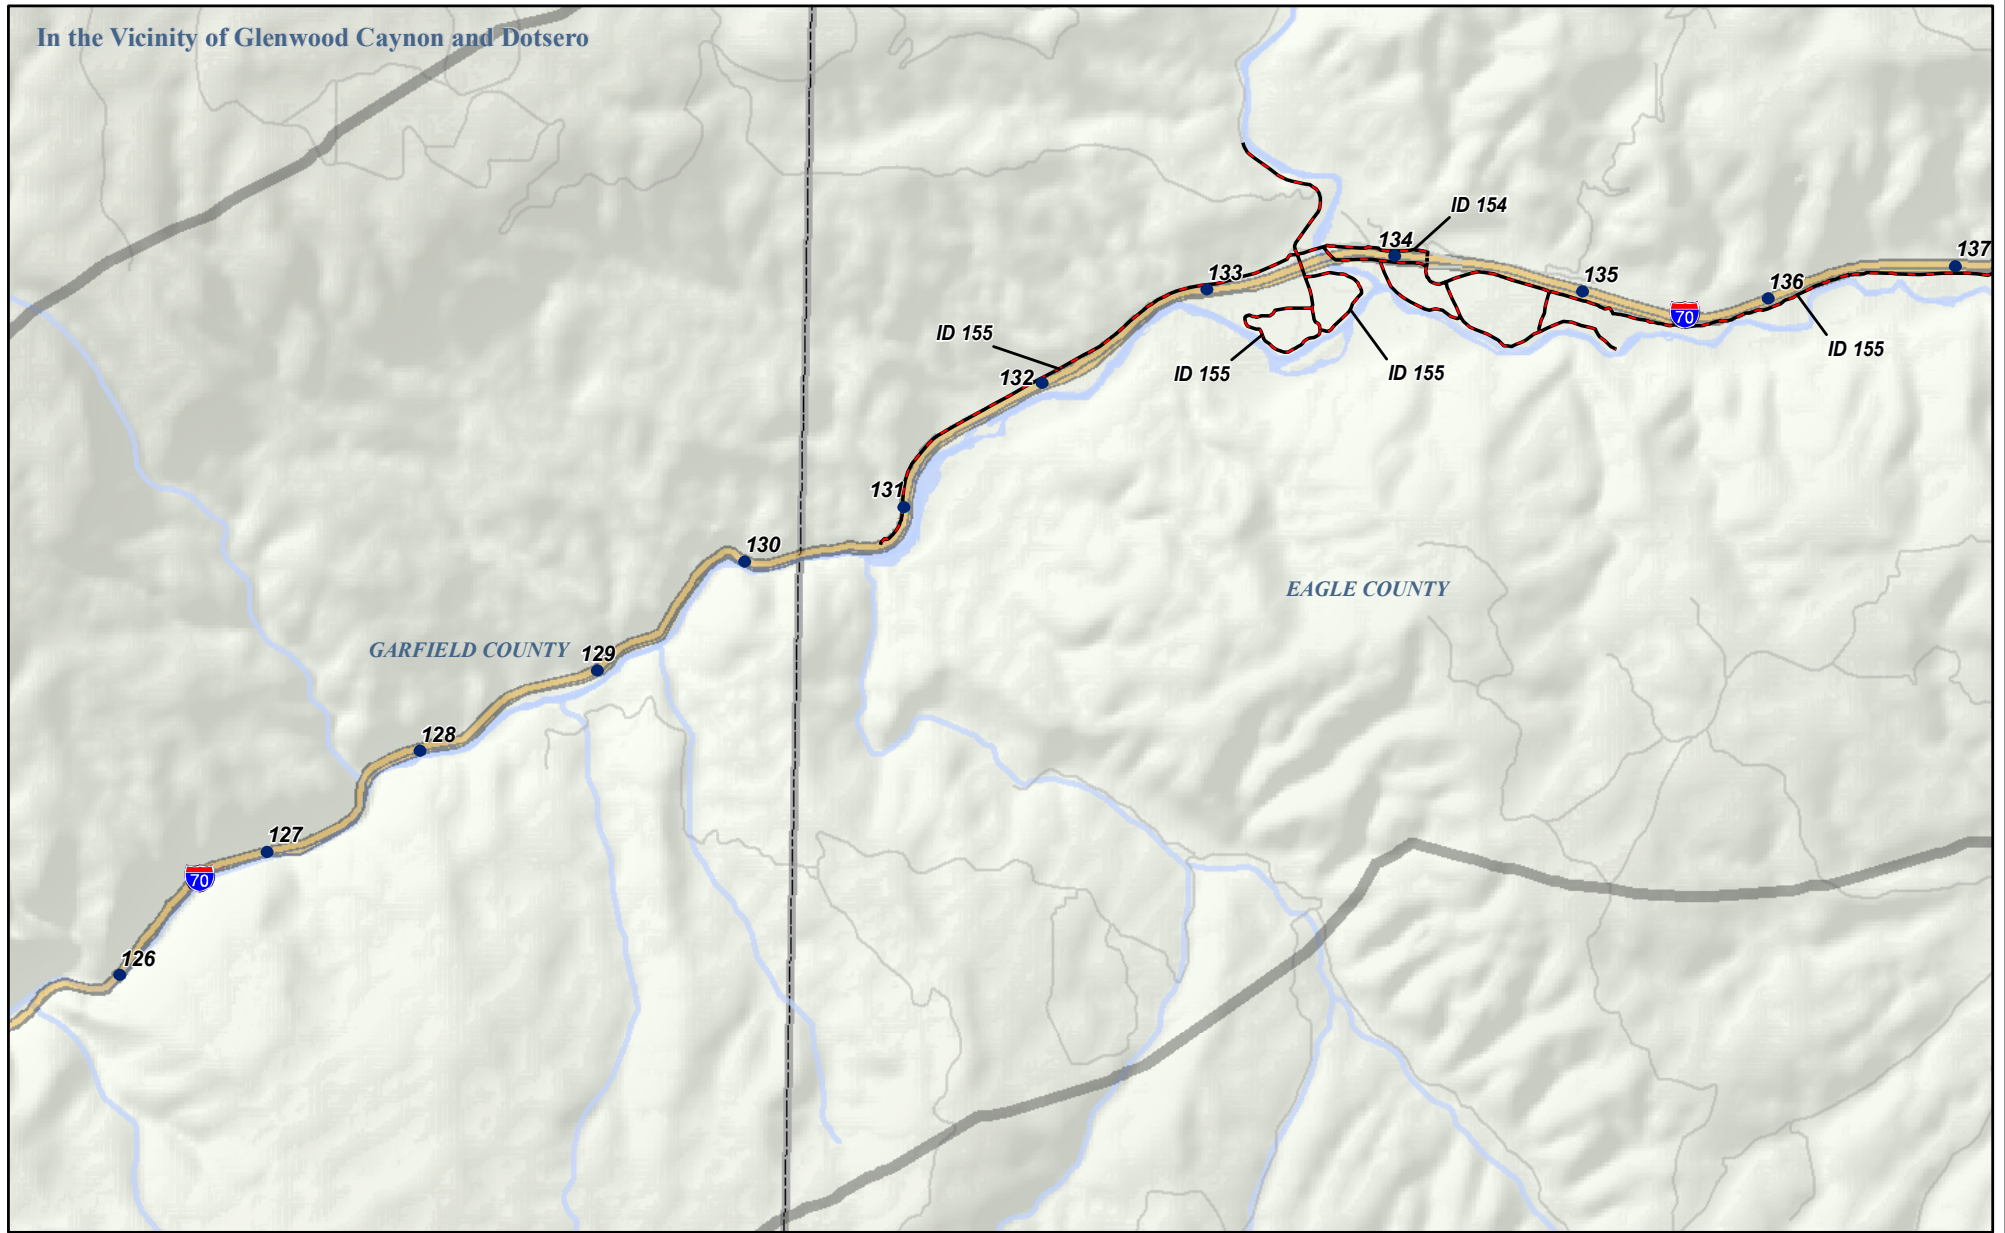 In the Vicinity of Glenwood Caynon and Dotsero
ID 154
134
137
133
135
136
70
ID 155
ID 155
132
ID 155
ID 155
131
130
EAGLE COUNTY
GARFIELD COUNTY
129
128
127
70
126